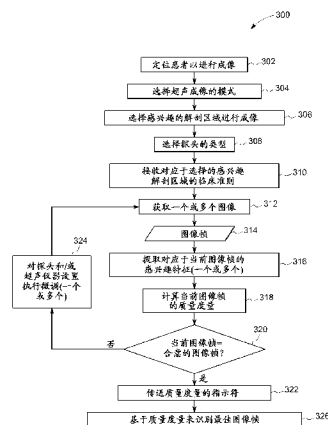 300
定位患者以进行成像
302
选择超声成像的模式
304
选择感兴趣的解剖区域进行成像
306
选择探头的类型
308
接收对应于选择的感兴趣
解剖区域的临床准则
310
获取一个或多个图像
312
图像帧
314
提取对应于当前图像帧的
感兴趣特征(一个或多个)
316
计算当前图像帧
的质量度量
318
324
对探头和/或
超声仪影设置
执行微调(一个
或多个)
320
当前图像帧=
合适的图像帧?
否
是
传送质量度量的指示符
322
基于质量度量来识别最佳图像帧
326